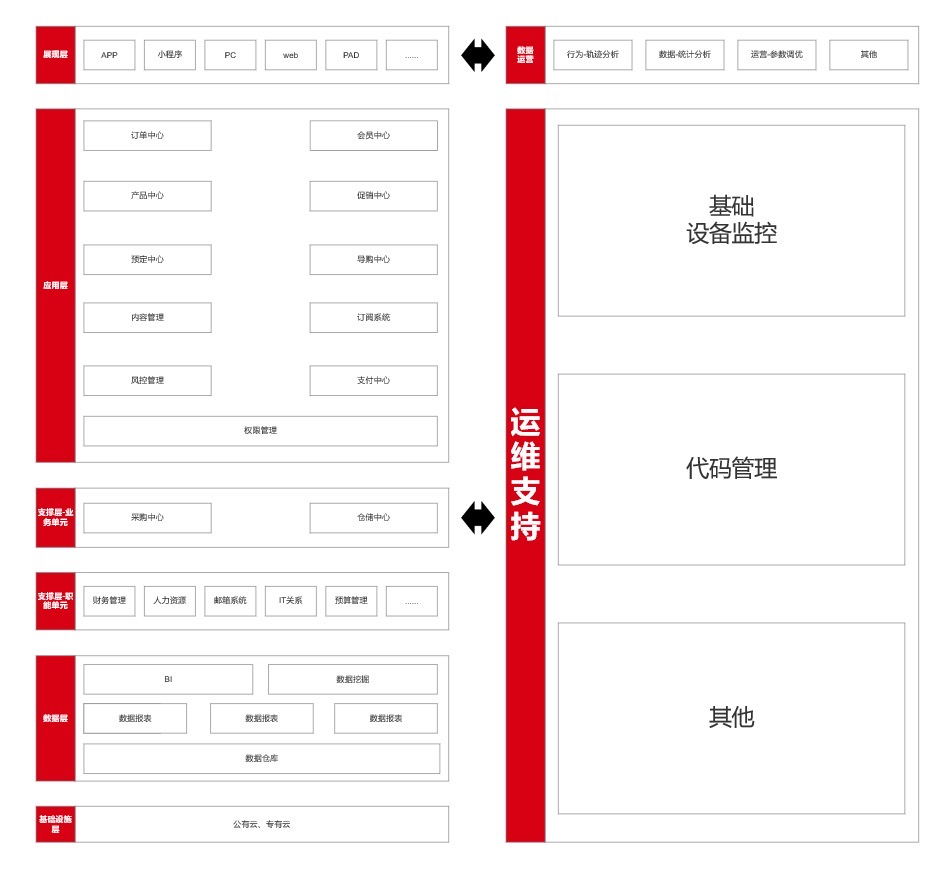 展现层
APP
小程序
PC
web
PAD
......
数据
运营
行为-轨迹分析
数据-统计分析
运营-参数调优
其他
应用层
订单中心
会员中心
产品中心
促销中心
预定中心
导购中心
内容管理
订阅系统
风控管理
支付中心
权限管理
支撑层-业
务单元
采购中心
仓储中心
支撑层-职
能单元
财务管理
人力资源
邮箱系统
IT关系
预算管理
......
数据层
BI
数据挖掘
数据报表
数据报表
数据报表
数据仓库
基础设施
层
公有云、专有云
运
维
支
持
基础
设备监控
代码管理
其他